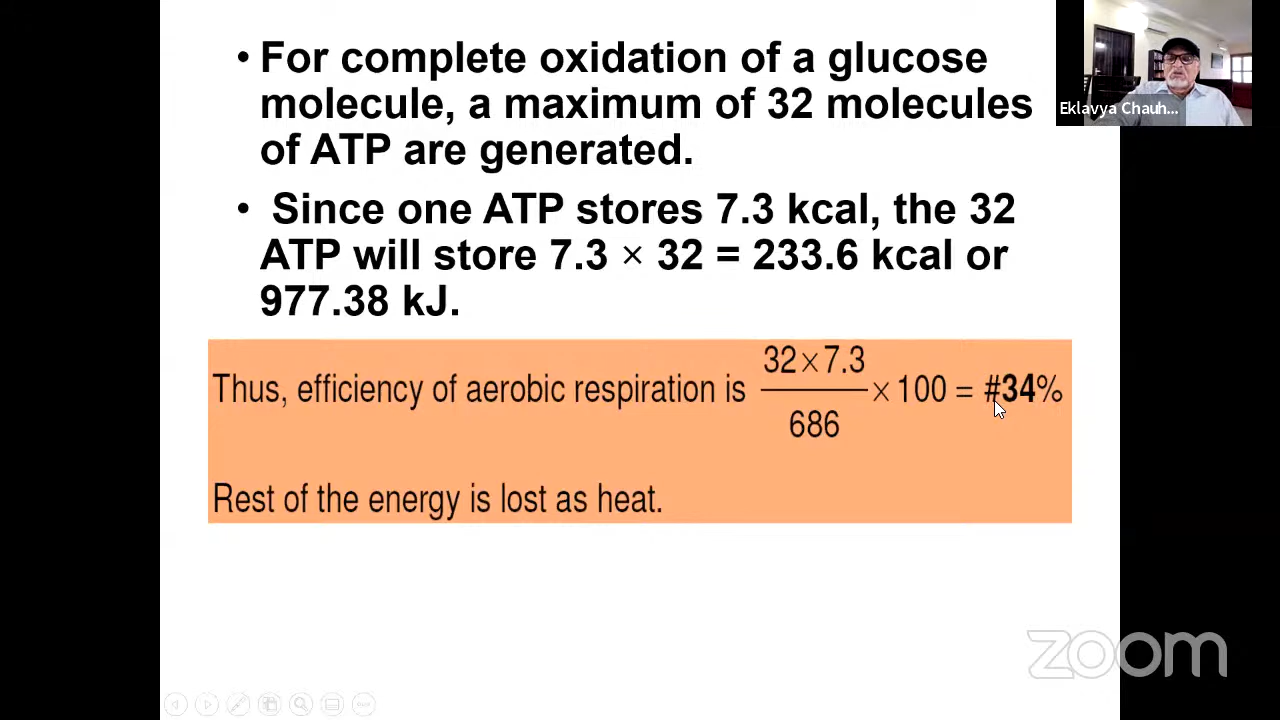 • For complete oxidation of a glucose
molecule, a maximum of 32 molecules
of ATP are generated.
• Since one ATP stores 7.3 kcal, the 32
ATP will store 7.3 × 32 = 233.6 kcal or
977.38 kJ.
Thus, efficiency of aerobic respiration is 32×7.3 / 686 × 100 = #34%
Rest of the energy is lost as heat.
Eklavya Chauh...
zoom